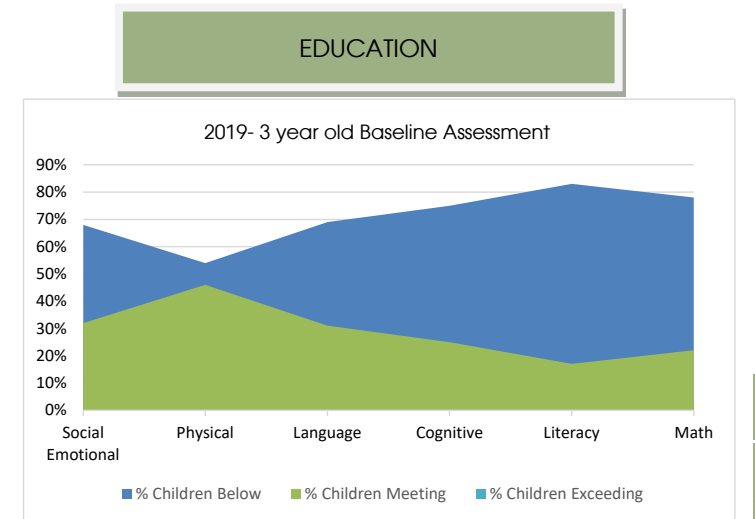 EDUCATION
2019- 3 year old Baseline Assessment
90%
80%
70%
60%
50%
40%
30%
20%
10%
0%
Social Emotional Physical Language Cognitive Literacy Math
% Children Below % Children Meeting % Children Exceeding